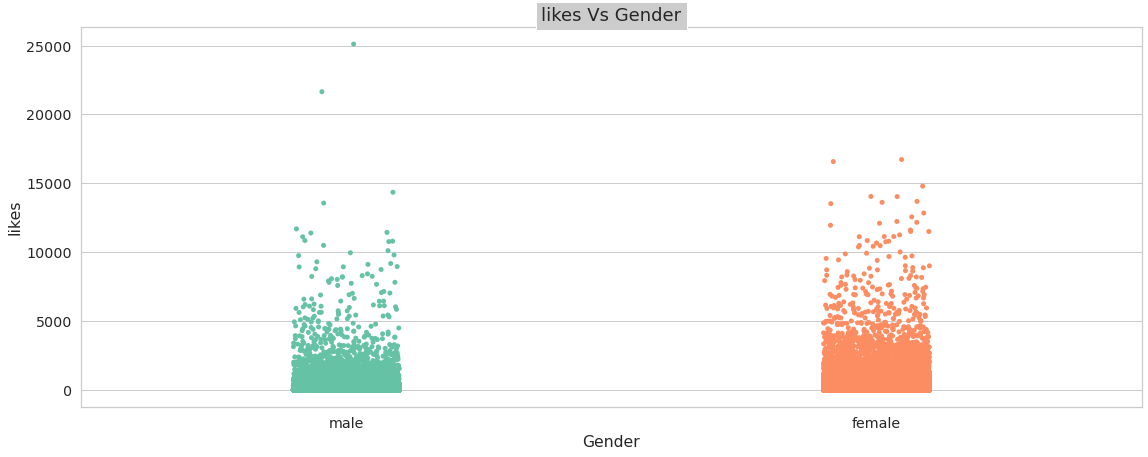 likes Vs Gender
25000
20000
15000
10000
5000
0
likes
male female
Gender